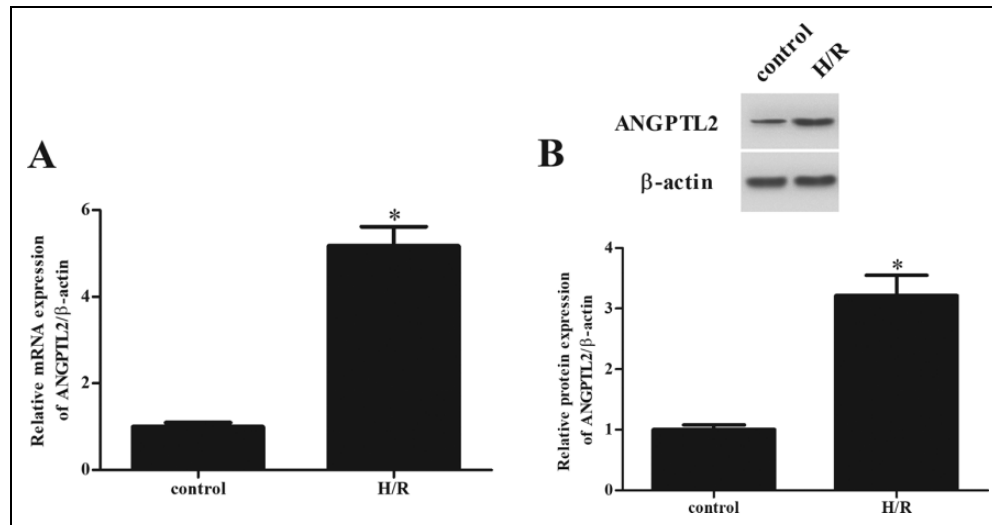 A
Relative mRNA expression
of ANGPTL2/β-actin
6
*
4
2
0
control
H/R
B
control
H/R
ANGPTL2
β-actin
Relative protein expression
of ANGPTL2/β-actin
4
*
3
2
1
0
control
H/R